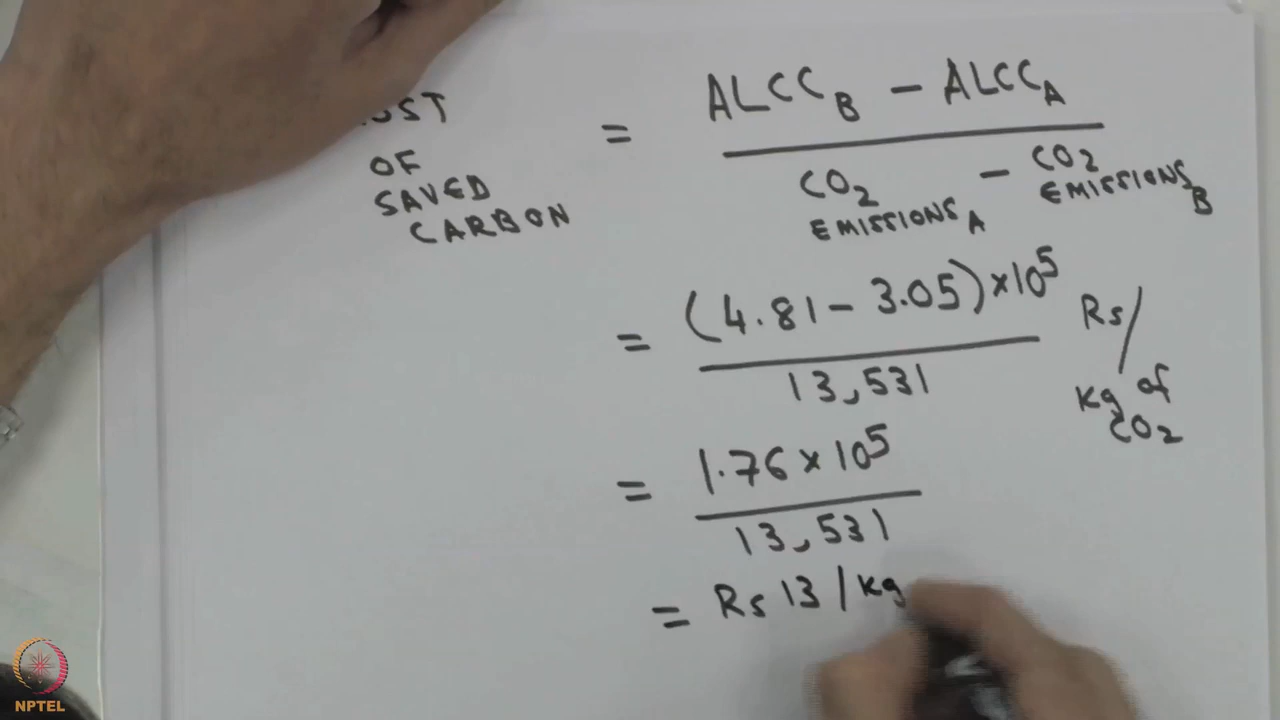 OF
SAVED
CARBON
= ALCC_B - ALCC_A
CO2 EMISSIONS_A - CO2 EMISSIONS_B
= (4.81 - 3.05) × 10^5 Rs/
13,531 kg of CO2
= 1.76 × 10^5
13,531
= Rs 13 / kg
NPTEL